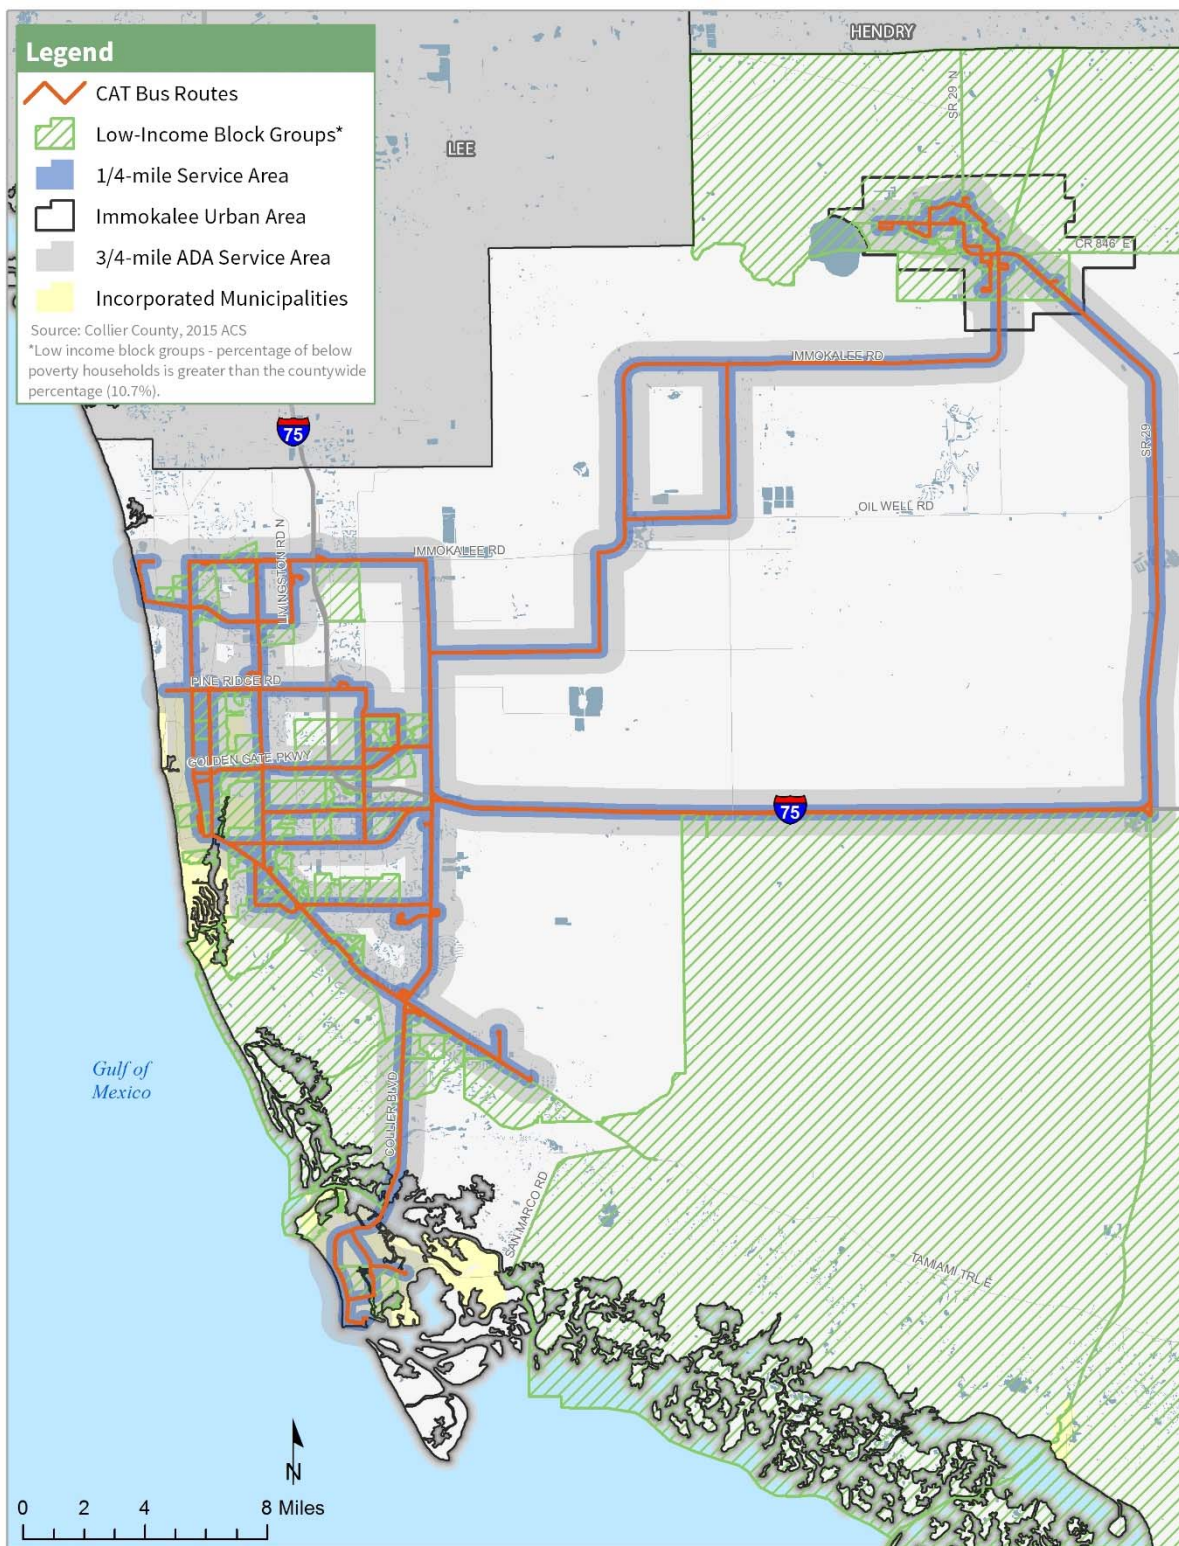 Legend
CAT Bus Routes
Low-Income Block Groups*
1/4-mile Service Area
Immokalee Urban Area
3/4-mile ADA Service Area
Incorporated Municipalities
Source: Collier County, 2015 ACS
*Low income block groups - percentage of below
poverty households is greater than the countywide
percentage (10.7%).
HENDRY
LEE
SR 29 N
CR 846 E
IMMOKALEE RD
SR 29
75
OIL WELL RD
IMMOKALEE RD
LIVINGSTON RD N
PINE RIDGE RD
GOLDEN GATE PKWY
75
Gulf of
Mexico
COLLIER BLVD
SAN MARCO RD
TAMIAMI TRL E
N
0 2 4 8 Miles